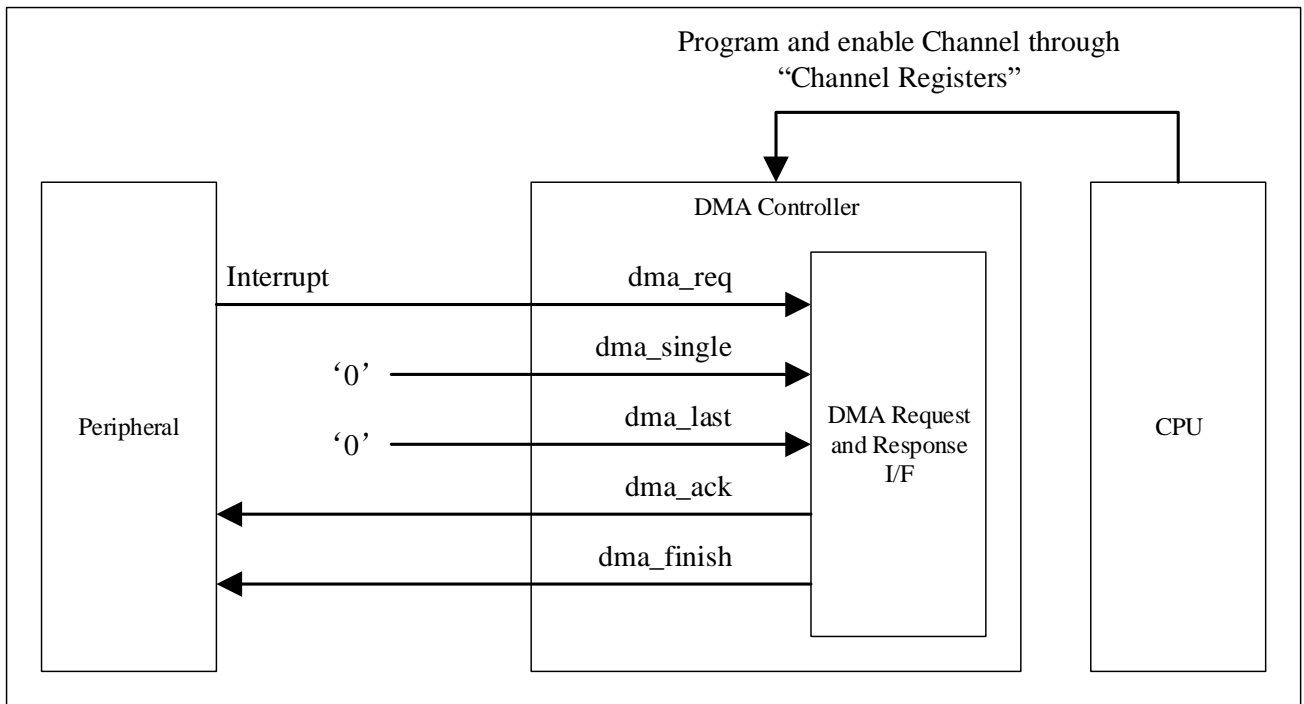 Program and enable Channel through
“Channel Registers”
DMA Controller
Interrupt
dma_req
dma_single
‘0’
dma_last
‘0’
Peripheral
DMA Request
and Response
I/F
CPU
dma_ack
dma_finish